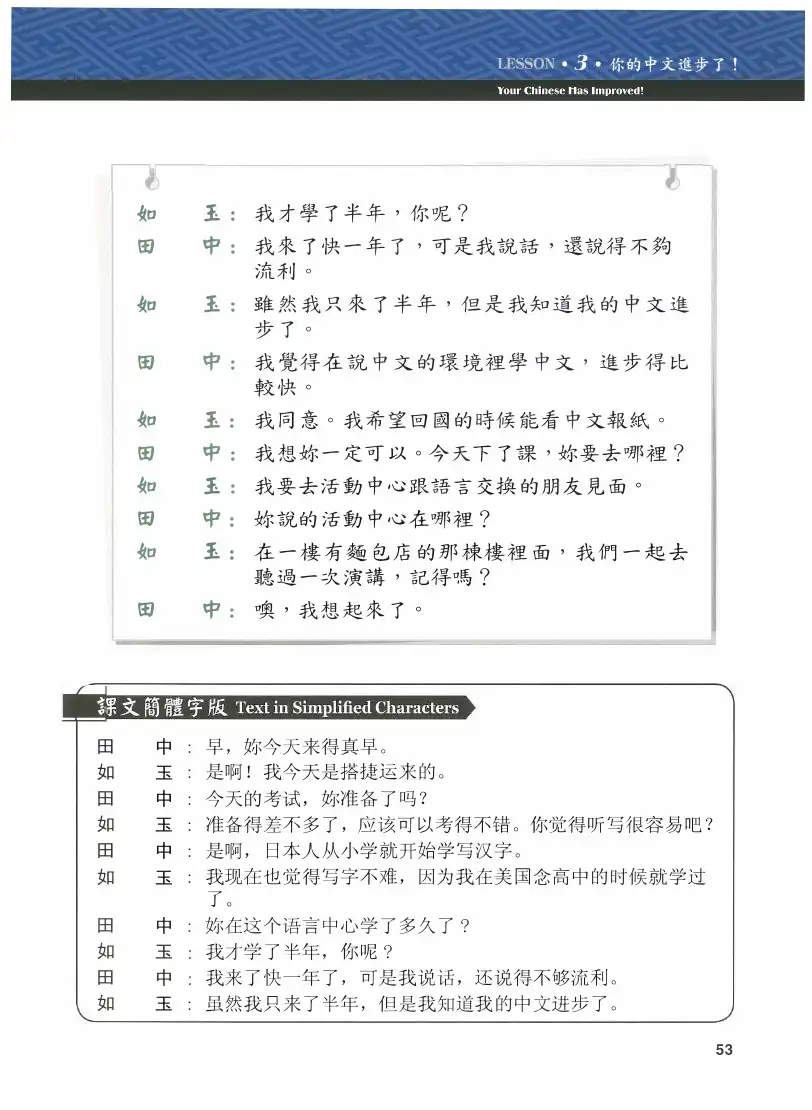 LESSON • 3 • 你的中文進步了！
Your Chinese Has Improved!
如 玉： 我才學了半年，你呢？
田 中： 我來了快一年了，可是我說話，還說得不夠
流利。
如 玉： 雖然我只來了半年，但是我知道我的中文進
步了。
田 中： 我覺得在說中文的環境裡學中文，進步得比
較快。
如 玉： 我同意。我希望回國的時候能看中文報紙。
田 中： 我想妳一定可以。今天下了課，妳要去哪裡？
如 玉： 我要去活動中心跟語言交換的朋友見面。
田 中： 妳說的活動中心在哪裡？
如 玉： 在一樓有麵包店的那棟樓裡面，我們一起去
聽過一次演講，記得嗎？
田 中： 噢，我想起來了。
課文簡體字版 Text in Simplified Characters
田 中 ： 早，妳今天来得真早。
如 玉 ： 是啊！我今天是搭捷运来的。
田 中 ： 今天的考试，妳准备了吗？
如 玉 ： 准备得差不多了，应该可以考得不错。你觉得听写很容易吧？
田 中 ： 是啊，日本人从小学就开始学写汉字。
如 玉 ： 我现在也觉得写字不难，因为我在美国念高中的时候就学过
了。
田 中 ： 妳在这个语言中心学了多久了？
如 玉 ： 我才学了半年，你呢？
田 中 ： 我来了快一年了，可是我说话，还说得不够流利。
如 玉 ： 虽然我只来了半年，但是我知道我的中文进步了。
53